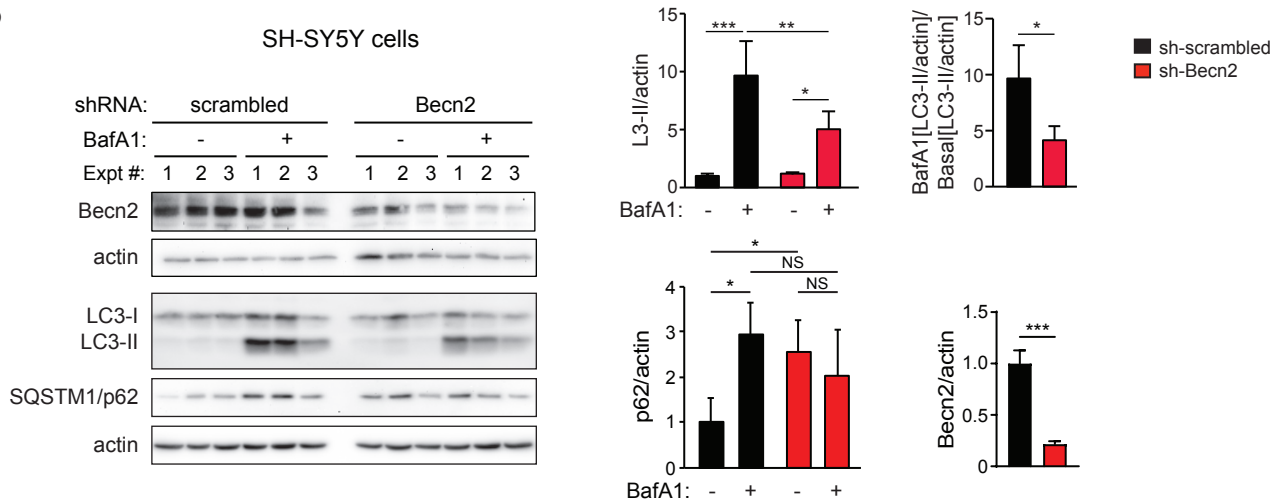 SH-SY5Y cells
shRNA: scrambled Becn2
BafA1: - + - +
Expt #: 1 2 3 1 2 3 1 2 3 1 2 3
Becn2
actin
LC3-I
LC3-II
SQSTM1/p62
actin
L3-II/actin
15
10
5
0
*** ** *
BafA1: - + - +
BafA1[LC3-II/actin]/
Basal[LC3-II/actin]
15
10
5
0
*
sh-scrambled
sh-Becn2
p62/actin
4
3
2
1
0
*
NS
* NS
BafA1: - + - +
Becn2/actin
1.5
1.0
0.5
0
***